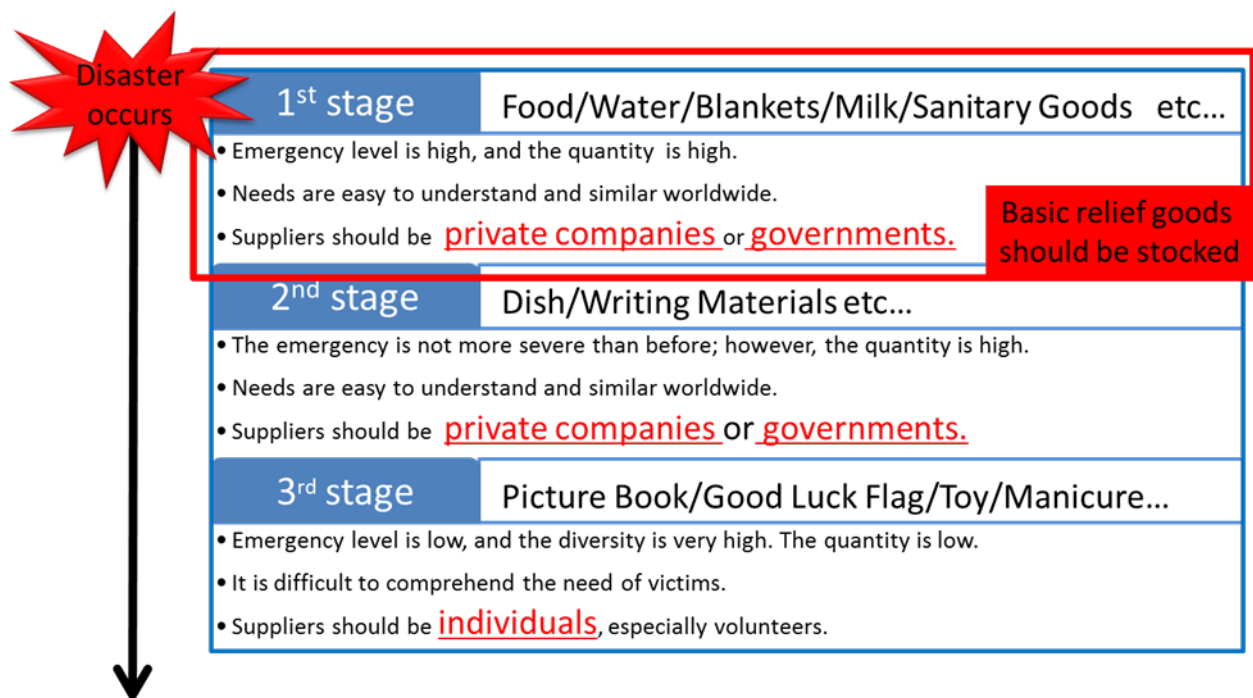 Disaster
occurs
1st stage
Food/Water/Blankets/Milk/Sanitary Goods etc...
• Emergency level is high, and the quantity is high.
• Needs are easy to understand and similar worldwide.
• Suppliers should be private companies or governments.
Basic relief goods
should be stocked
2nd stage
Dish/Writing Materials etc...
• The emergency is not more severe than before; however, the quantity is high.
• Needs are easy to understand and similar worldwide.
• Suppliers should be private companies or governments.
3rd stage
Picture Book/Good Luck Flag/Toy/Manicure...
• Emergency level is low, and the diversity is very high. The quantity is low.
• It is difficult to comprehend the need of victims.
• Suppliers should be individuals, especially volunteers.